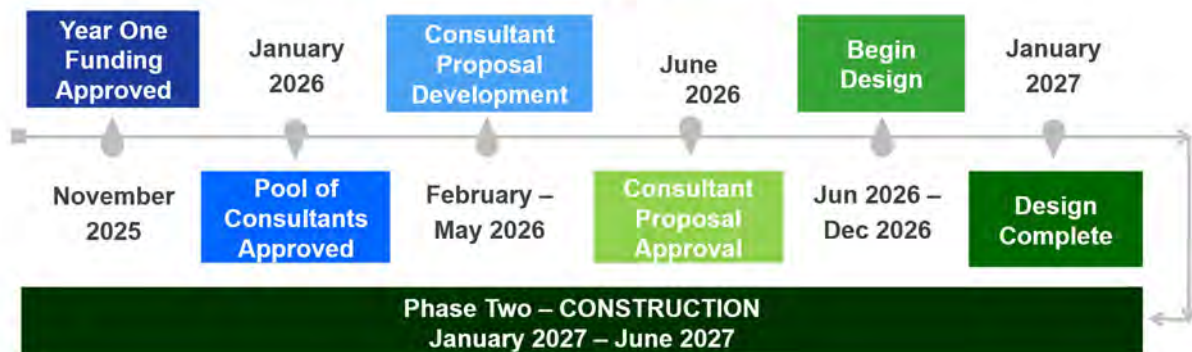 Year One
Funding
Approved
January
2026
Consultant
Proposal
Development
June
2026
Begin
Design
January
2027
November
2025
Pool of
Consultants
Approved
February –
May 2026
Consultant
Proposal
Approval
Jun 2026 –
Dec 2026
Design
Complete
Phase Two – CONSTRUCTION
January 2027 – June 2027